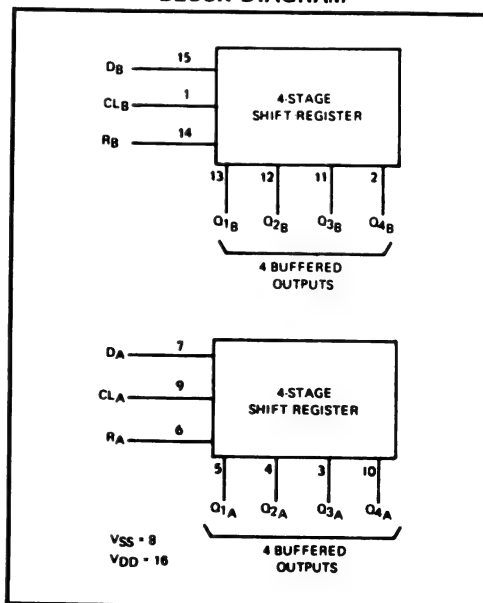 BLOCK DIAGRAM
DB 15
CLB 1
RB 14
4-STAGE
SHIFT REGISTER
13 12 11 2
Q1B Q2B Q3B Q4B
4 BUFFERED
OUTPUTS
DA 7
CLA 9
RA 6
4-STAGE
SHIFT REGISTER
5 4 3 10
Q1A Q2A Q3A Q4A
4 BUFFERED
OUTPUTS
VSS = 8
VDD = 16